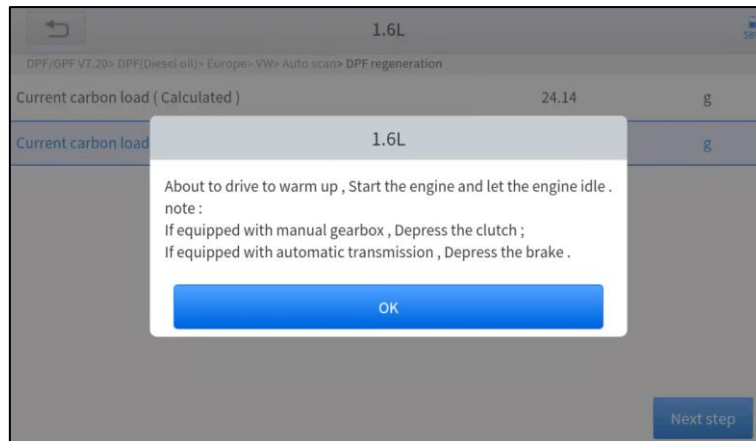 1.6L
DPF/GPF V7.20> DPF(Diesel oil)> Europe> VW> Auto scan> DPF regeneration
Current carbon load ( Calculated ) 24.14 g
Current carbon load g
1.6L
About to drive to warm up , Start the engine and let the engine idle .
note :
If equipped with manual gearbox , Depress the clutch ;
If equipped with automatic transmission , Depress the brake .
OK
Next step